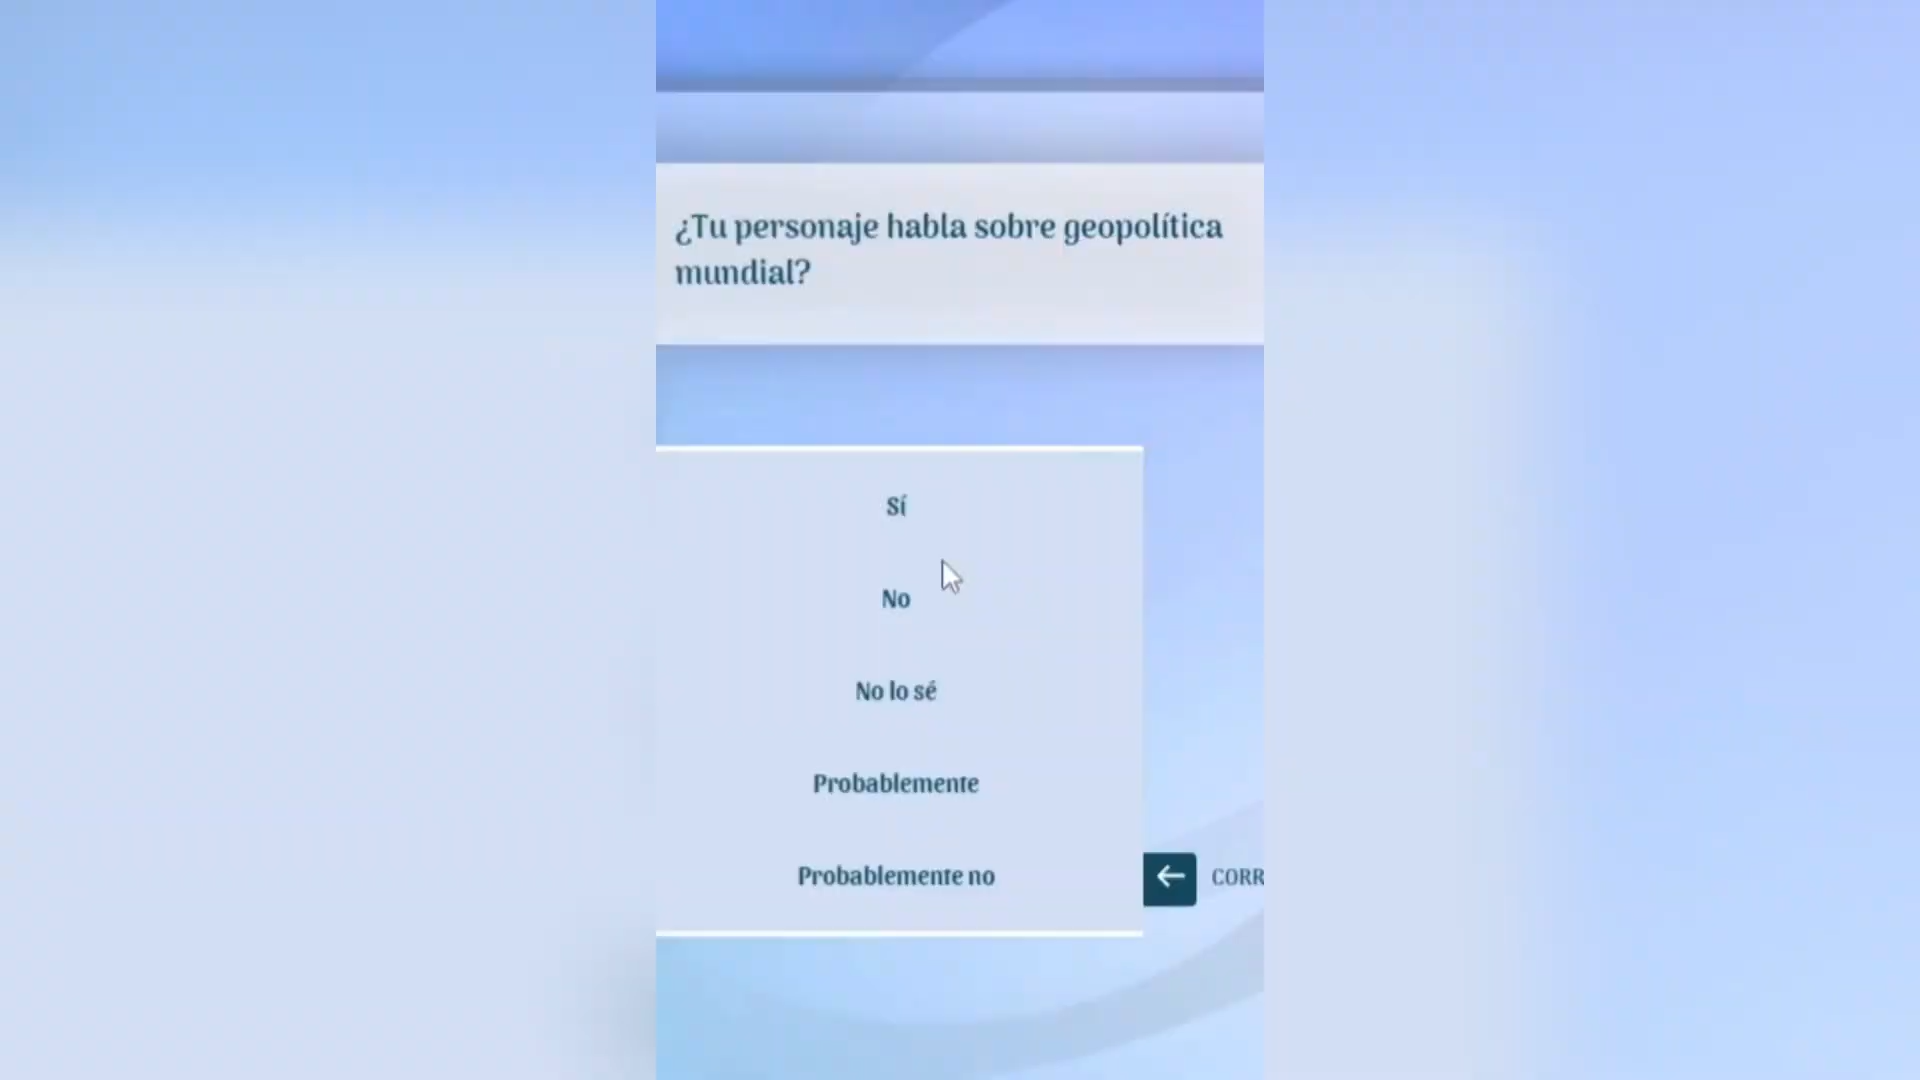 ¿Tu personaje habla sobre geopolítica
mundial?
Sí
No
No lo sé
Probablemente
Probablemente no
CORR